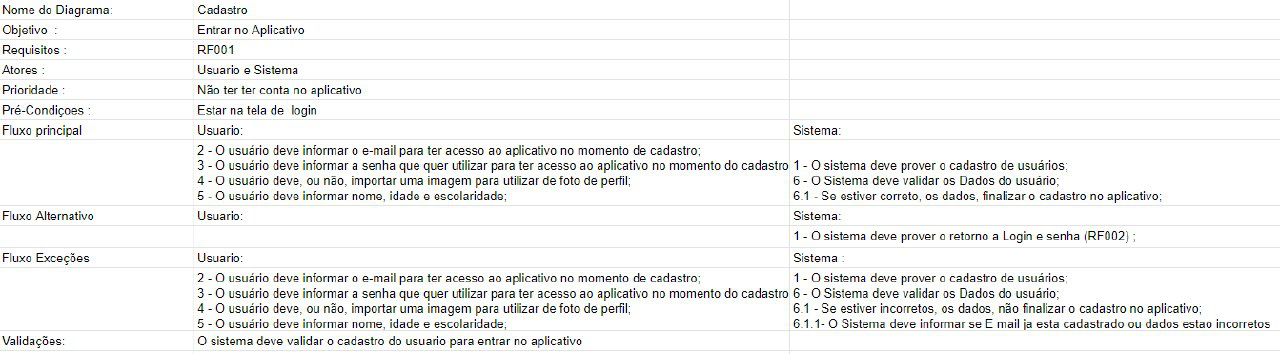 Nome do Diagrama: Cadastro
Objetivo : Entrar no Aplicativo
Requisitos : RF001
Atores : Usuario e Sistema
Prioridade : Não ter ter conta no aplicativo
Pré-Condiçoes : Estar na tela de login
Fluxo principal Usuario: Sistema:
2 - O usuário deve informar o e-mail para ter acesso ao aplicativo no momento de cadastro;
3 - O usuário deve informar a senha que quer utilizar para ter acesso ao aplicativo no momento do cadastro
4 - O usuário deve, ou não, importar uma imagem para utilizar de foto de perfil;
5 - O usuário deve informar nome, idade e escolaridade;
1 - O sistema deve prover o cadastro de usuários;
6 - O Sistema deve validar os Dados do usuário;
6.1 - Se estiver correto, os dados, finalizar o cadastro no aplicativo;
Fluxo Alternativo Usuario: Sistema:
1 - O sistema deve prover o retorno a Login e senha (RF002) ;
Fluxo Exceções Usuario: Sistema :
2 - O usuário deve informar o e-mail para ter acesso ao aplicativo no momento de cadastro;
3 - O usuário deve informar a senha que quer utilizar para ter acesso ao aplicativo no momento do cadastro
4 - O usuário deve, ou não, importar uma imagem para utilizar de foto de perfil;
5 - O usuário deve informar nome, idade e escolaridade;
1 - O sistema deve prover o cadastro de usuários;
6 - O Sistema deve validar os Dados do usuário;
6.1 - Se estiver incorretos, os dados, não finalizar o cadastro no aplicativo;
6.1.1- O Sistema deve informar se E mail ja esta cadastrado ou dados estao incorretos
Validações: O sistema deve validar o cadastro do usuario para entrar no aplicativo